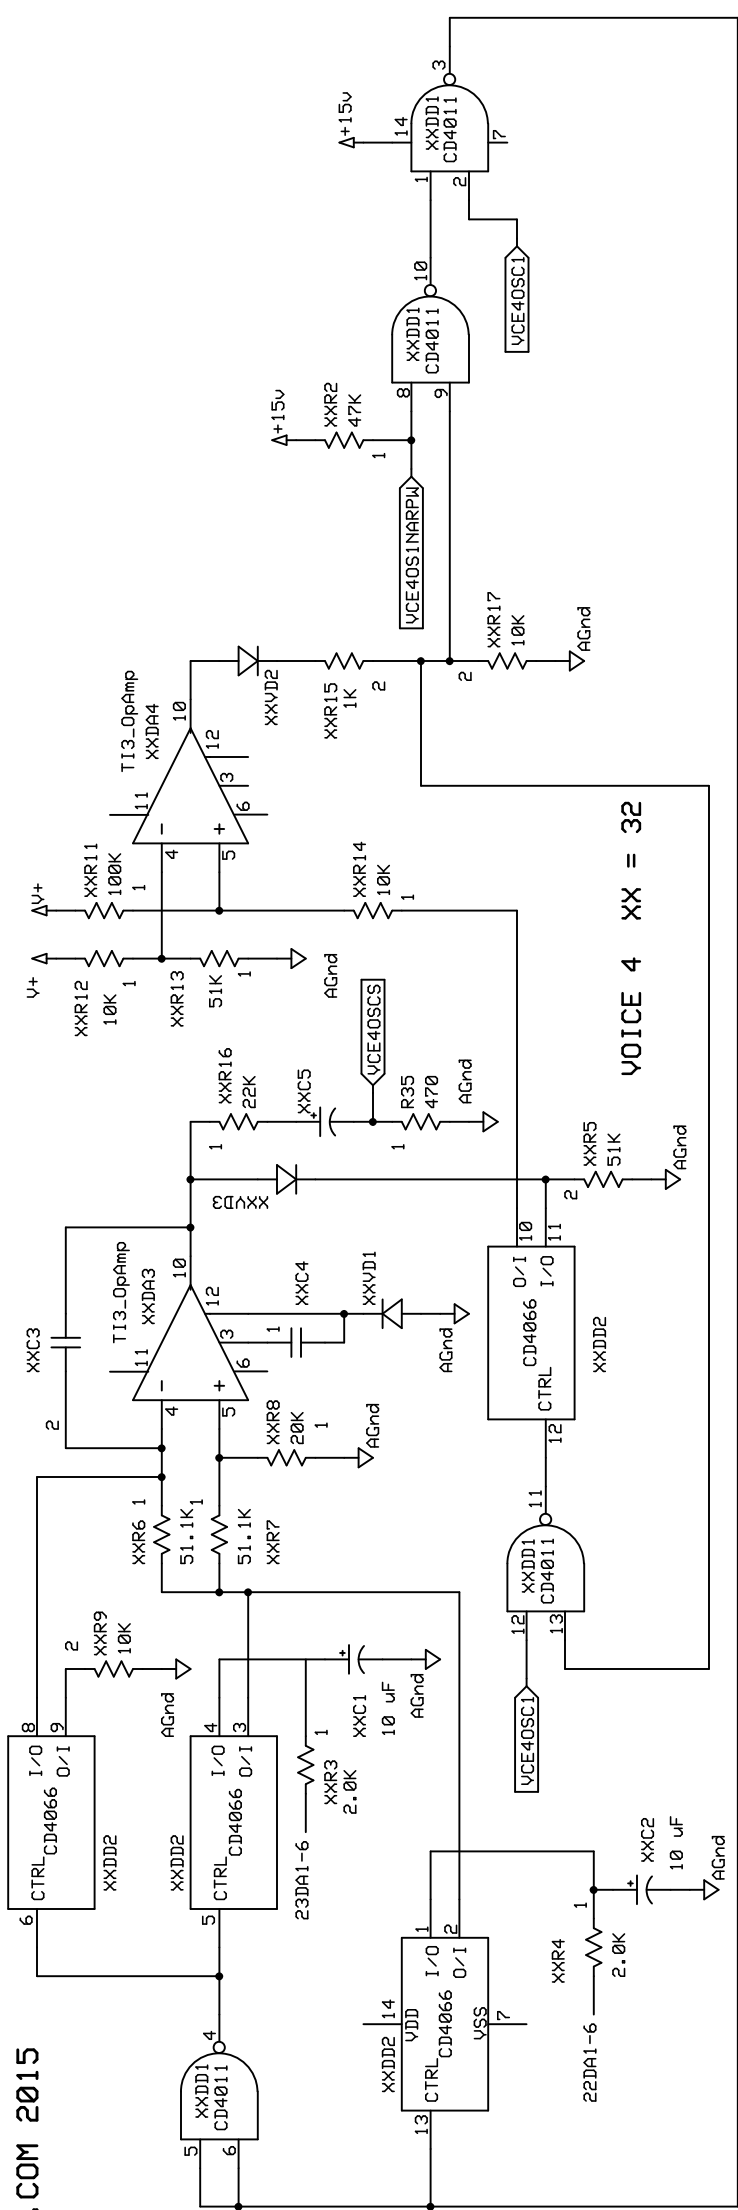 .COM 2015
5
6
XXDD1
CD4011
4
6
CTRL
CD4066
I/O
O/I
8
9
XXDD2
2
XXR9
10K
AGnd
5
CTRL
CD4066
I/O
O/I
4
3
XXDD2
23DA1-6
XXR3
2.0K
1
XXC1
10 uF
AGnd
13
XXDD2
14
VDD
CTRL
CD4066
I/O
O/I
VSS
7
1
2
22DA1-6
XXR4
2.0K
1
XXC2
10 uF
AGnd
XXR6
1
51.1K
1
51.1K
XXR7
XXR8
20K
1
AGnd
2
XXC3
TI3_OpAmp
XXDA3
11
4
5
-
+
10
12
3
6
1
XXC4
XXVD1
AGnd
XXVD3
1
XXR16
22K
XXC5
VCE4OSCS
1
R35
470
AGnd
VCE4OSC1
12
13
XXDD1
CD4011
11
12
CTRL
CD4066
O/I
I/O
10
11
XXDD2
2
XXR5
51K
AGnd
V+
XXR12
10K
1
XXR13
51K
1
AGnd
V+
XXR11
100K
1
XXR14
10K
1
TI3_OpAmp
XXDA4
11
4
5
-
+
10
12
3
6
XXVD2
XXR15
1K
2
2
XXR17
10K
AGnd
VOICE 4 XX = 32
+15v
XXR2
47K
1
VCE4OS1NARPW
8
9
XXDD1
CD4011
10
VCE4OSC1
+15v
14
1
2
XXDD1
CD4011
7
3